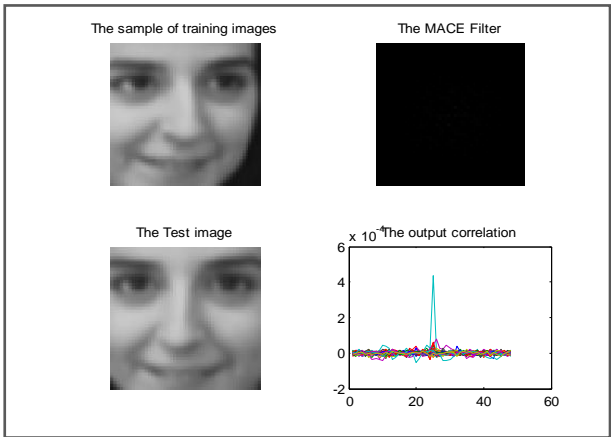 The sample of training images
The MACE Filter
The Test image
x 10⁻⁴
The output correlation
6
4
2
0
-2
0 20 40 60